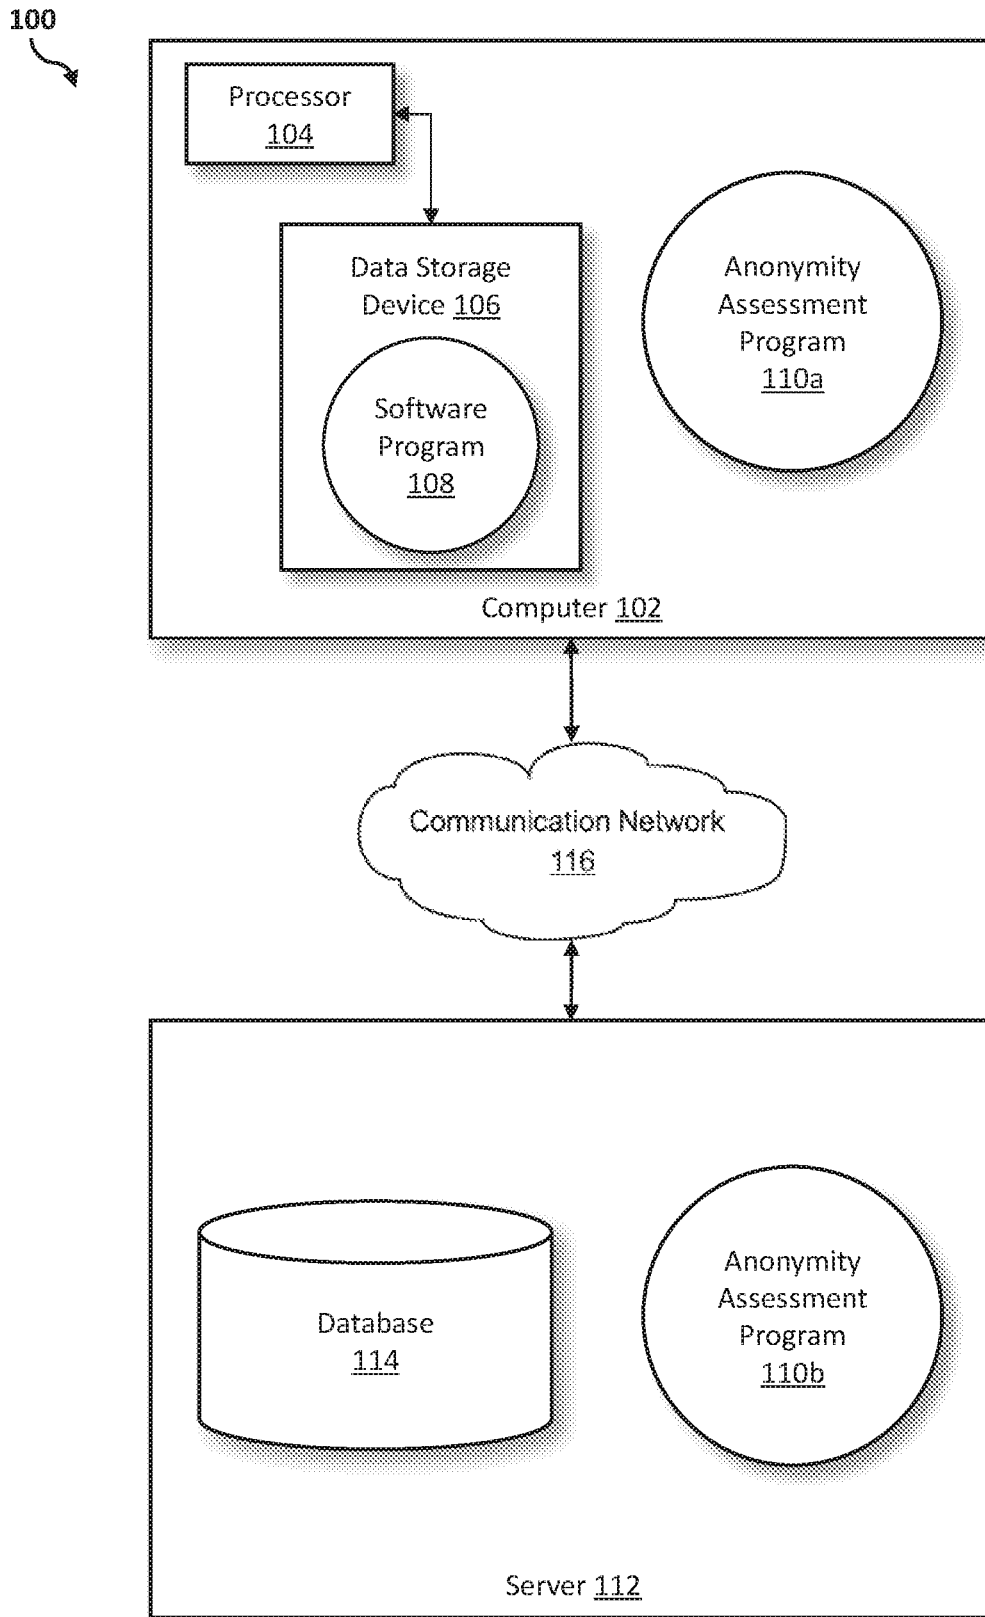 100
Processor
104
Data Storage
Device 106
Software
Program
108
Anonymity
Assessment
Program
110a
Computer 102
Communication Network
116
Database
114
Anonymity
Assessment
Program
110b
Server 112